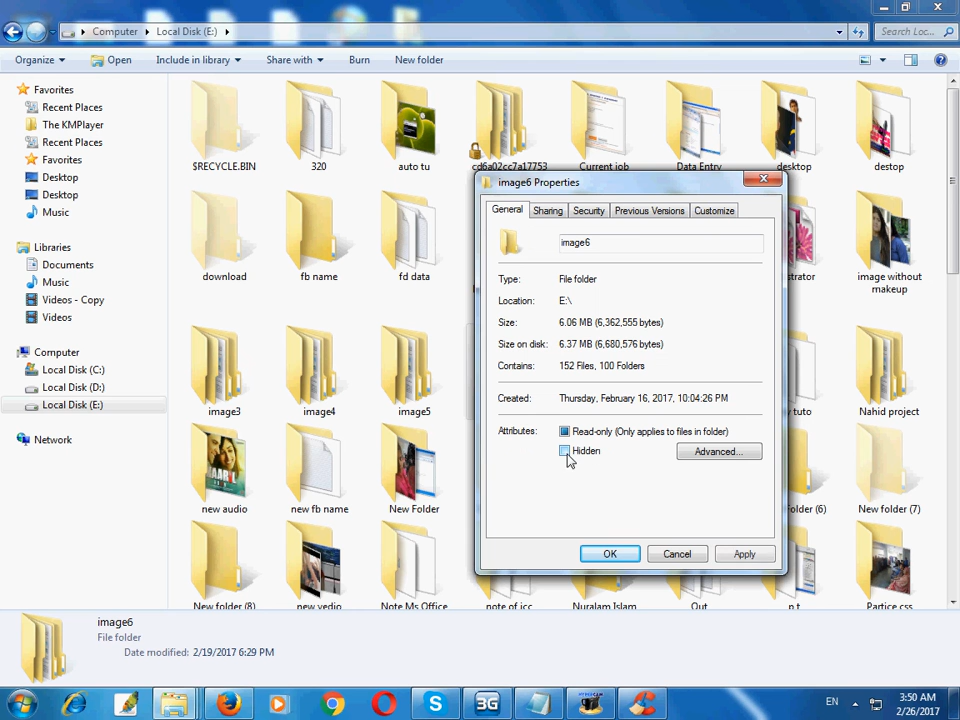 Computer ▸ Local Disk (E:) ▸
Search Loc...
Organize Open Include in library Share with Burn New folder
Favorites
Recent Places
The KMPlayer
Recent Places
Favorites
Desktop
Desktop
Music
Libraries
Documents
Music
Videos - Copy
Videos
Computer
Local Disk (C:)
Local Disk (D:)
Local Disk (E:)
Network
$RECYCLE.BIN 320 auto tu cd6a02cc7a17753 Current job Data Entry desktop destop
download fb name fd data image without
makeup
image3 image4 image5 Nahid project
new audio new fb name New Folder New folder (7)
New folder (8) new vedio Note Ms Office note of icc Nuralam Islam Out p t Partice css
image6 Properties
General Sharing Security Previous Versions Customize
image6
Type: File folder
Location: E:\
Size: 6.06 MB (6,362,555 bytes)
Size on disk: 6.37 MB (6,680,576 bytes)
Contains: 152 Files, 100 Folders
Created: Thursday, February 16, 2017, 10:04:26 PM
Attributes: Read-only (Only applies to files in folder)
Hidden Advanced...
OK Cancel Apply
image6
File folder
Date modified: 2/19/2017 6:29 PM
3G
EN
3:50 AM
2/26/2017